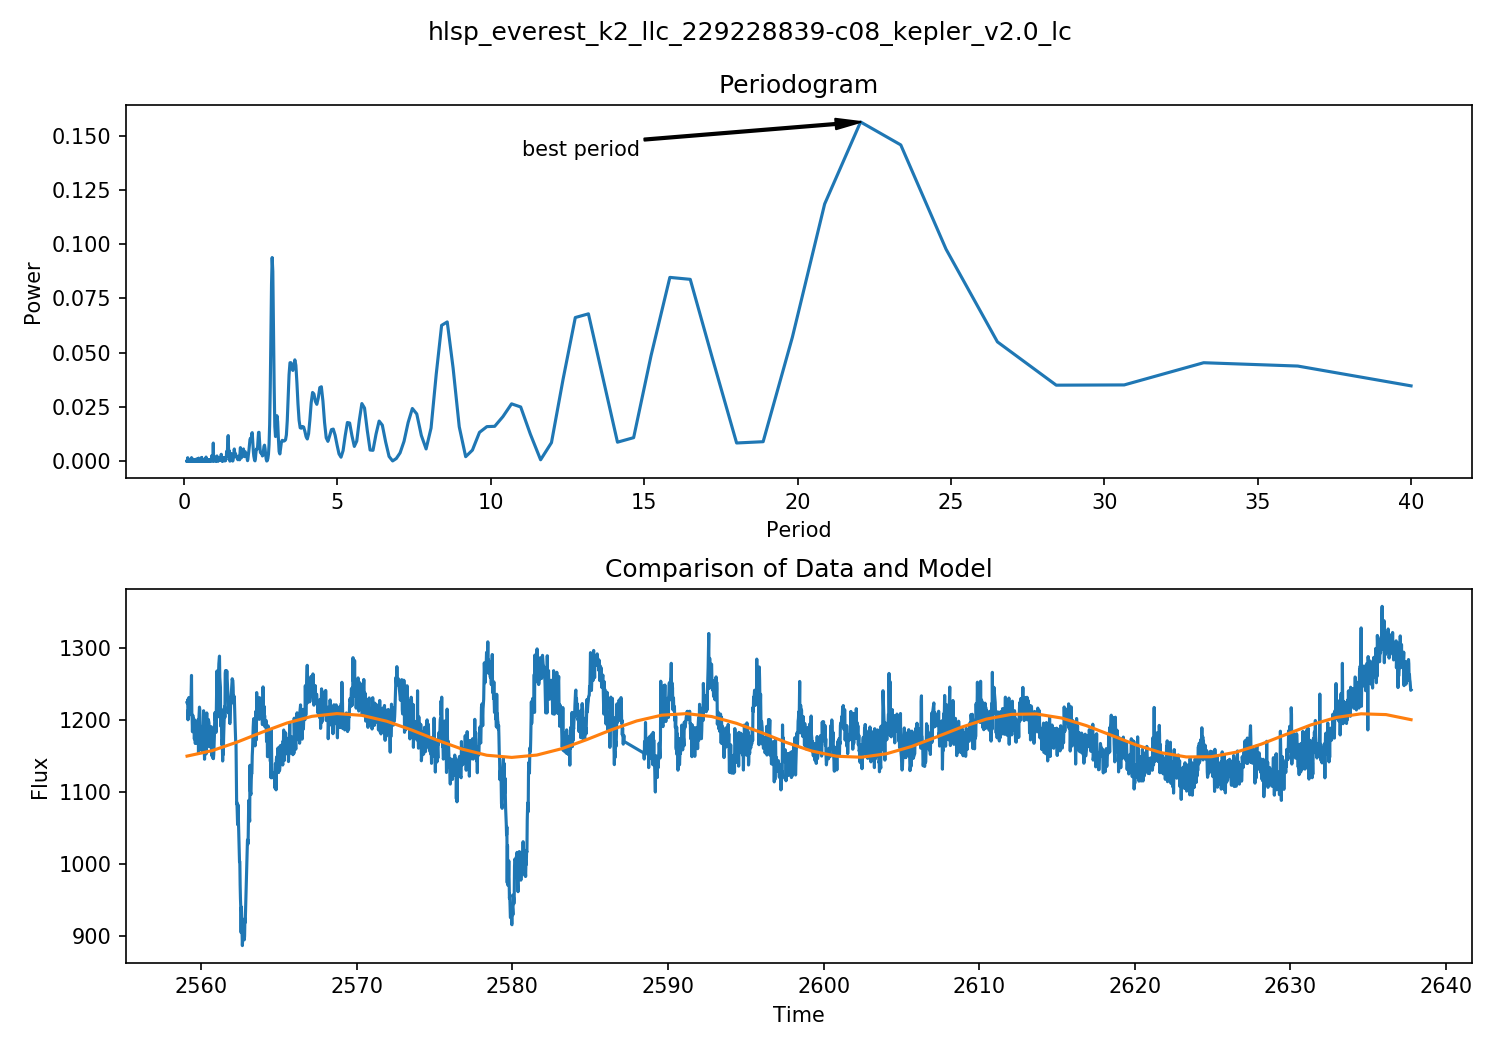 hlsp_everest_k2_llc_229228839-c08_kepler_v2.0_lc
Periodogram
0.150
0.125
0.100
0.075
0.050
0.025
0.000
Power
best period
0 5 10 15 20 25 30 35 40
Period
Comparison of Data and Model
1300
1200
1100
1000
900
Flux
2560 2570 2580 2590 2600 2610 2620 2630 2640
Time